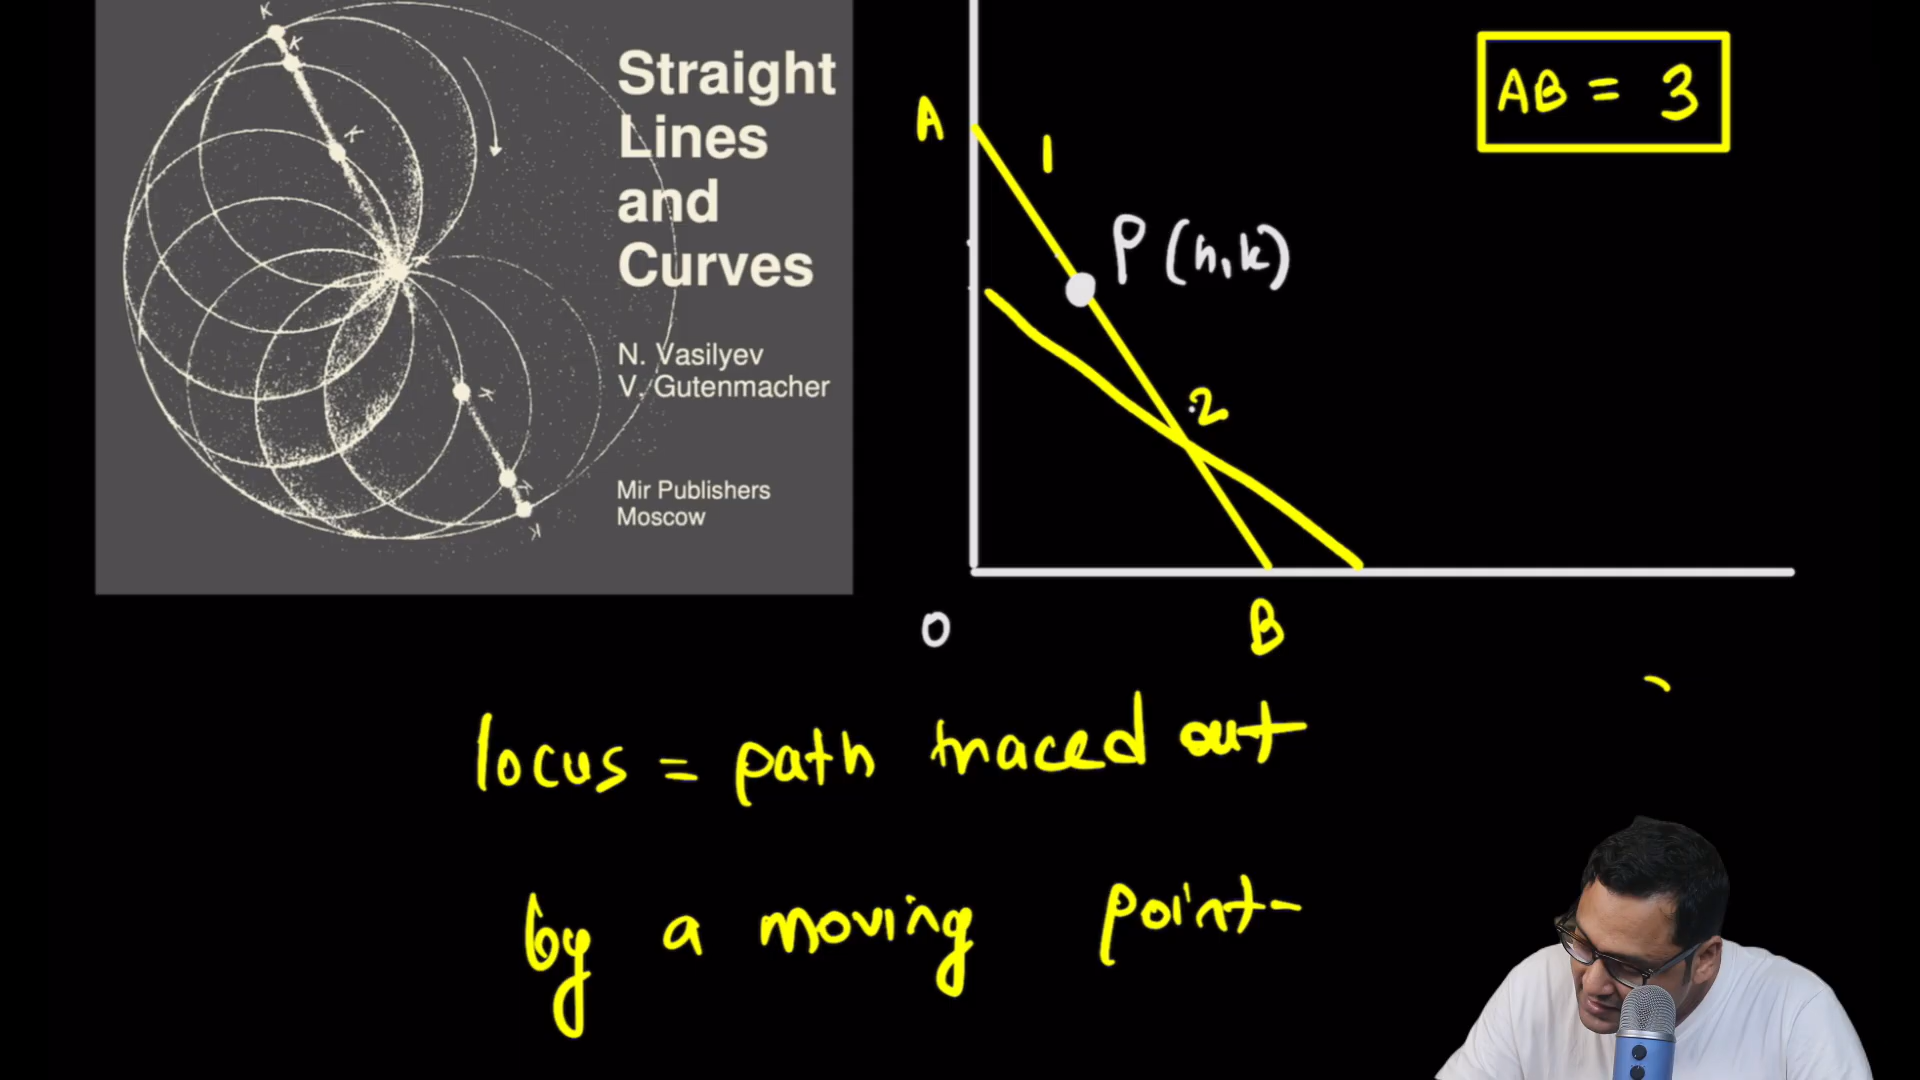 K
K
K
K
K
K
K
Straight
Lines
and
Curves
N. Vasilyev
V. Gutenmacher
Mir Publishers
Moscow
AB = 3
A
1
P (h,k)
2
O
B
locus = path traced out
by a moving point